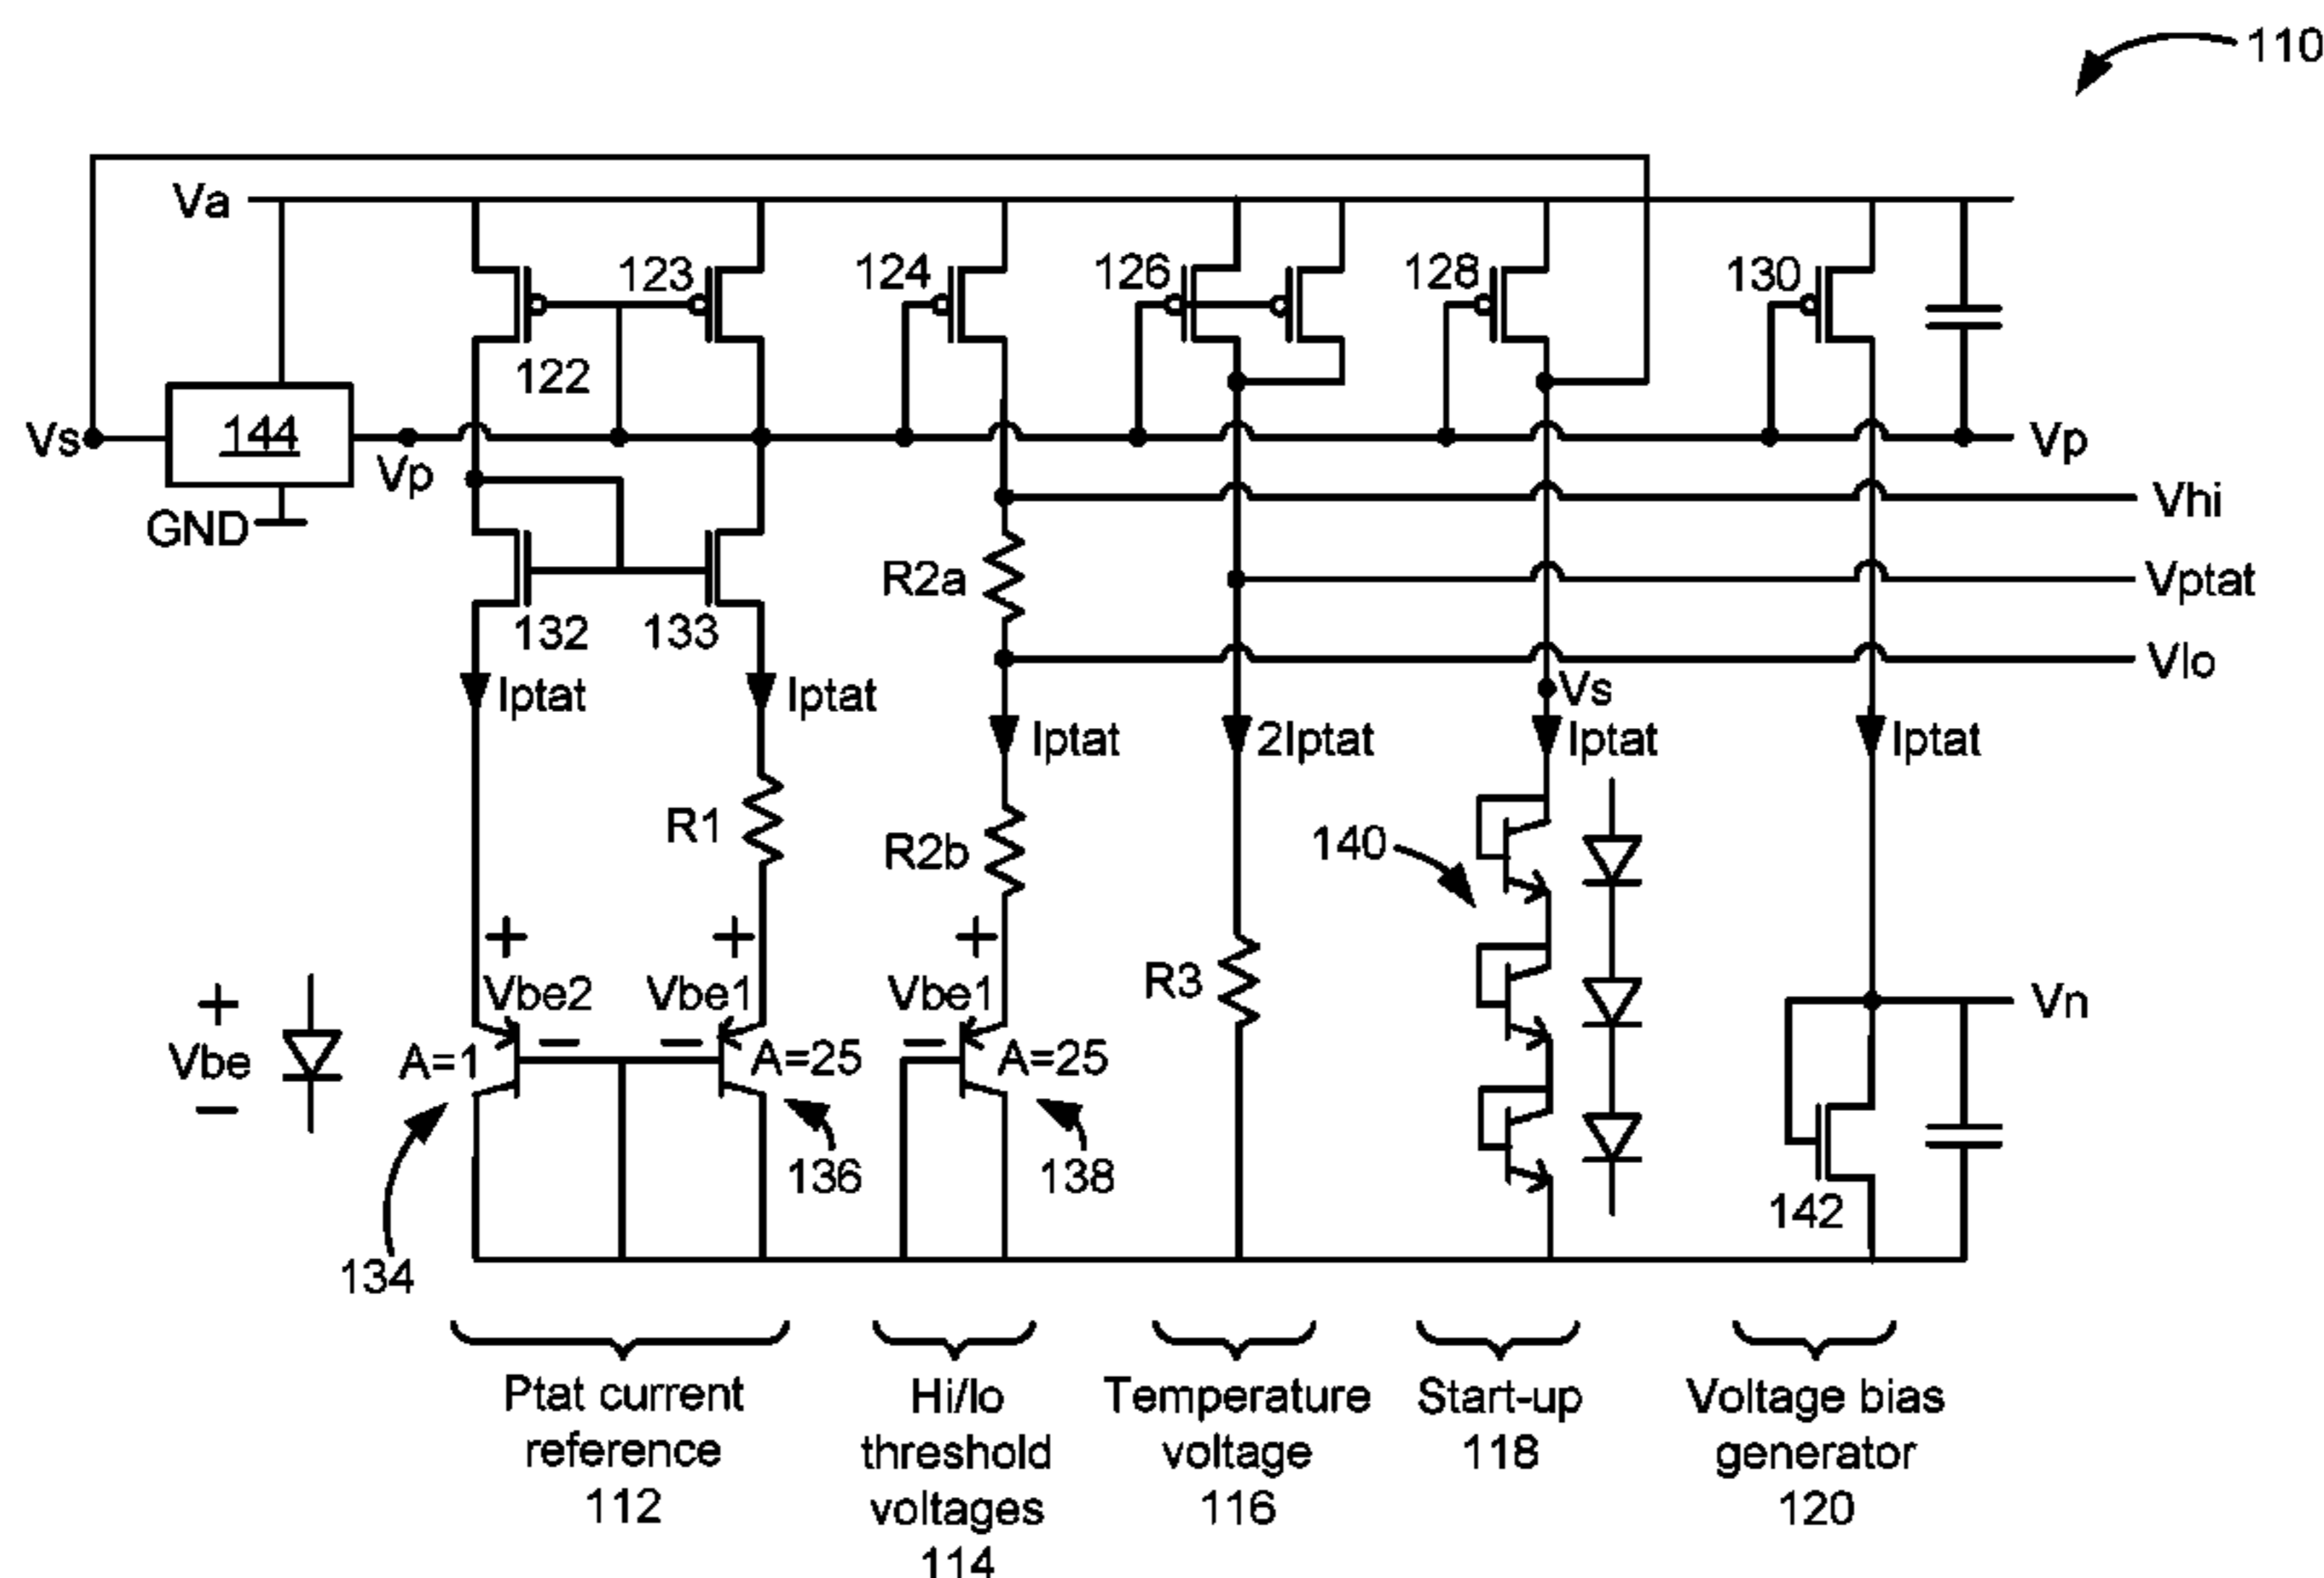 110
Va
122
123
124
126
128
130
Vs
144
Vp
Vp
GND
Vhi
R2a
Vptat
132
133
Vlo
Vs
Iptat
Iptat
Iptat
2Iptat
Iptat
Iptat
R1
R2b
140
+
+
+
R3
+
Vbe
−
Vbe2
−
Vbe1
−
Vbe1
−
Vn
A=1
A=25
A=25
134
136
138
142
Ptat current
reference
112
Hi/lo
threshold
voltages
114
Temperature
voltage
116
Start-up
118
Voltage bias
generator
120